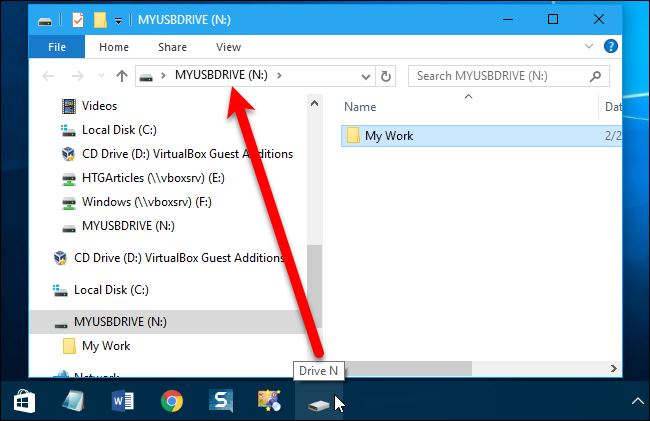 MYUSBDRIVE (N:)
File Home Share View
MYUSBDRIVE (N:)
Search MYUSBDRIVE (N:)
Videos
Local Disk (C:)
CD Drive (D:) VirtualBox Guest Additions
HTGArticles (\\vboxsrv) (E:)
Windows (\\vboxsrv) (F:)
MYUSBDRIVE (N:)
CD Drive (D:) VirtualBox Guest Additions
Local Disk (C:)
MYUSBDRIVE (N:)
My Work
Network
Name
My Work 2/2
Drive N